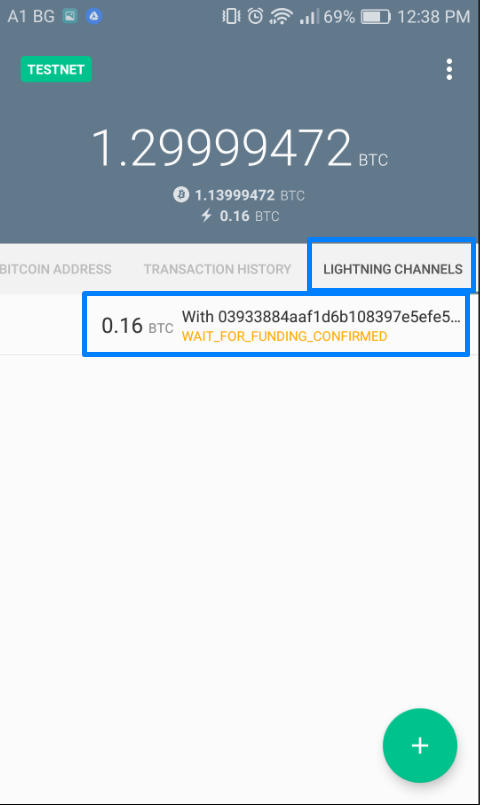 A1 BG 69% 12:38 PM
TESTNET
1.29999472 BTC
1.13999472 BTC
0.16 BTC
BITCOIN ADDRESS TRANSACTION HISTORY LIGHTNING CHANNELS
0.16 BTC With 03933884aaf1d6b108397e5efe5...
WAIT_FOR_FUNDING_CONFIRMED
+